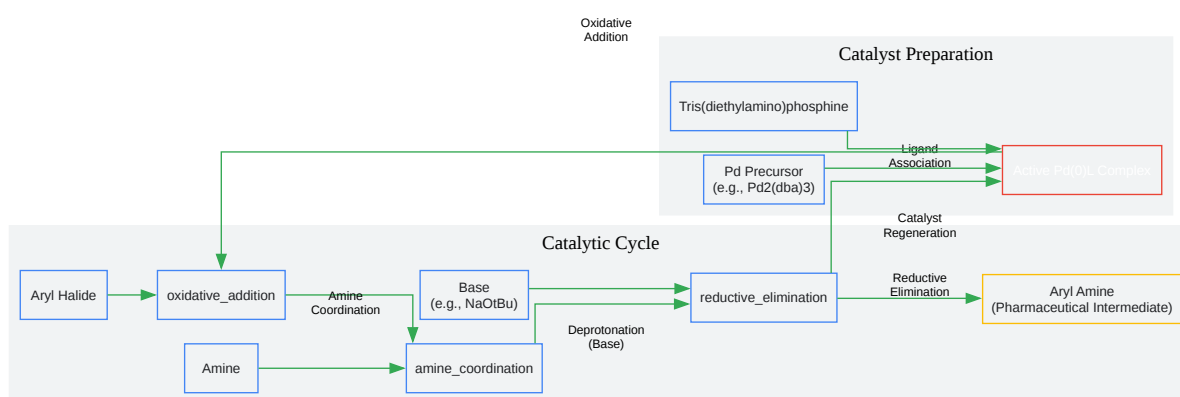 Oxidative
Addition
Catalyst Preparation
Tris(diethylamino)phosphine
Ligand
Association
Active Pd(0)L Complex
Pd Precursor
(e.g., Pd2(dba)3)
Catalyst
Regeneration
Catalytic Cycle
Aryl Halide
oxidative_addition
Amine
Coordination
Base
(e.g., NaOtBu)
reductive_elimination
Reductive
Elimination
Aryl Amine
(Pharmaceutical Intermediate)
Deprotonation
(Base)
Amine
amine_coordination